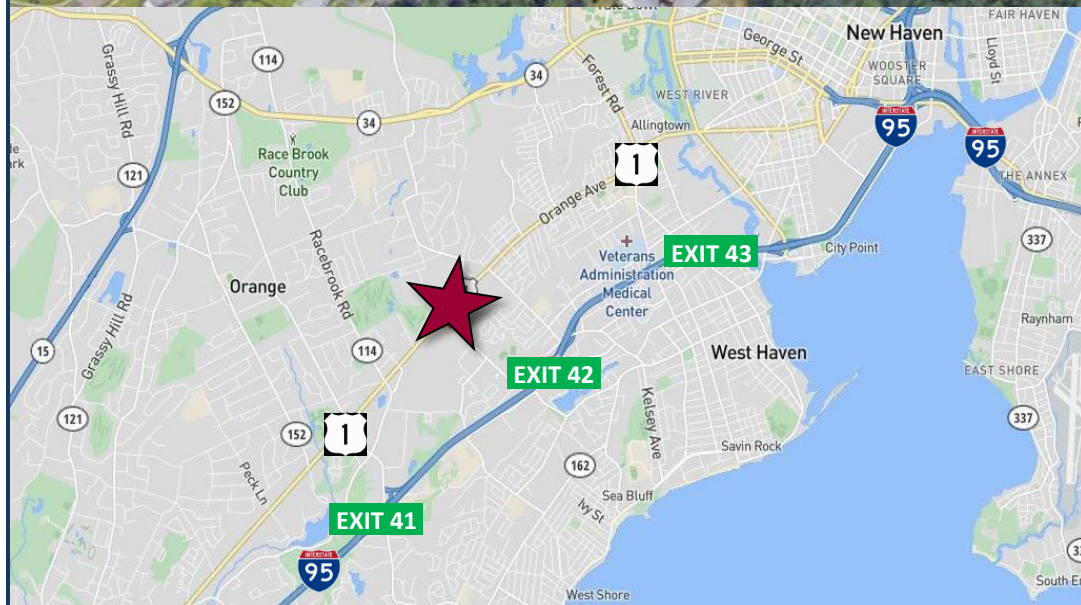 FAIR HAVEN
New Haven
George St
WOOSTER
SQUARE
Lloyd St
Grassy Hill Rd
114
34
Forest Rd
152
WEST RIVER
INTERSTATE
95
34
Allingtown
INTERSTATE
95
Race Brook
Country
Club
1
121
THE ANNEX
Orange Ave
EXIT 43
City Point
337
Veterans
Administration
Medical
Center
Racebrook Rd
Orange
Grassy Hill Rd
Raynham
15
114
West Haven
EXIT 42
EAST SHORE
Kelsey Ave
121
152
1
337
Savin Rock
Peck Ln
162
Sea Bluff
Ivy St
EXIT 41
INTERSTATE
95
South E
West Shore